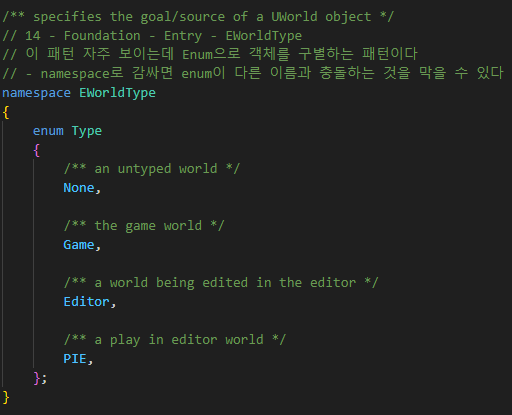 /** specifies the goal/source of a UWorld object */
// 14 - Foundation - Entry - EWorldType
// 이 패턴 자주 보이는데 Enum으로 객체를 구별하는 패턴이다
// - namespace로 감싸면 enum이 다른 이름과 충돌하는 것을 막을 수 있다
namespace EWorldType
{
    enum Type
    {
        /** an untyped world */
        None,

        /** the game world */
        Game,

        /** a world being edited in the editor */
        Editor,

        /** a play in editor world */
        PIE,
    };
}